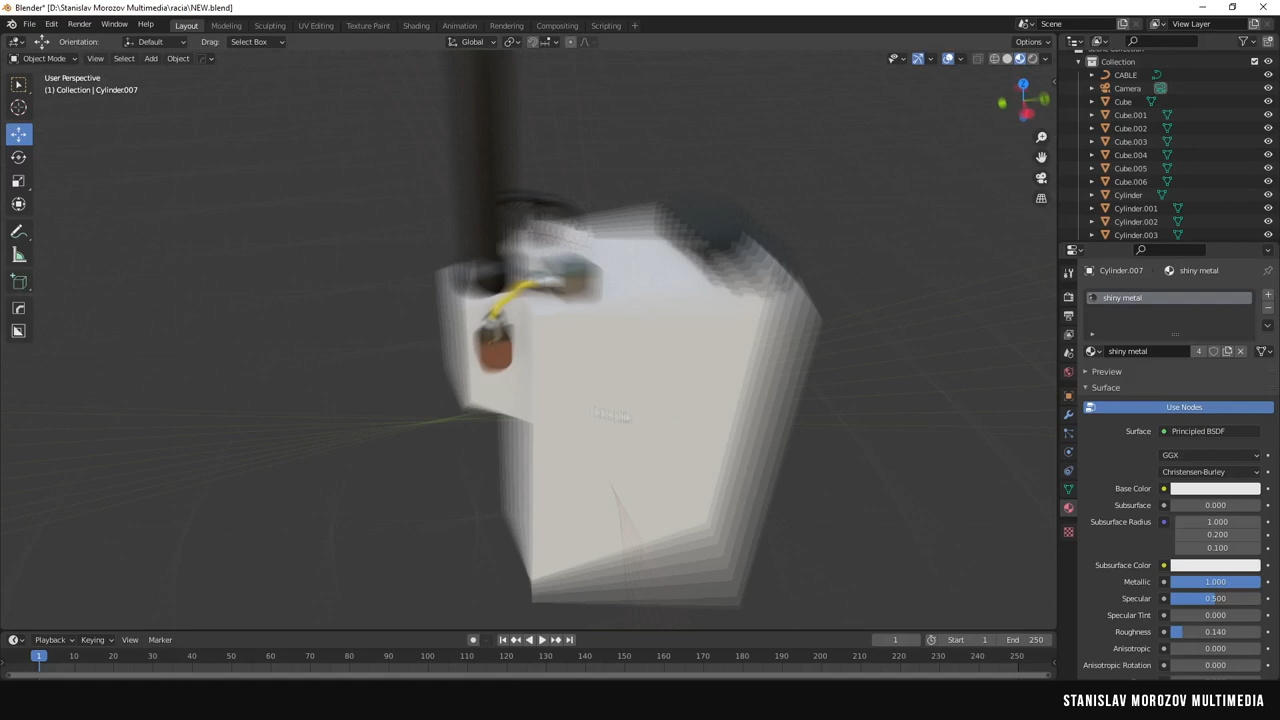 Blender* [D:\Stanislav Morozov Multimedia\racia\NEW.blend]
File Edit Render Window Help Layout Modeling Sculpting UV Editing Texture Paint Shading Animation Rendering Compositing Scripting + Scene View Layer
Orientation: Default Drag: Select Box Global Options
Object Mode View Select Add Object
User Perspective
(1) Collection | Cylinder.007
Z
Collection
CABLE
Camera
Cube
Cube.001
Cube.002
Cube.003
Cube.004
Cube.005
Cube.006
Cylinder
Cylinder.001
Cylinder.002
Cylinder.003
Cylinder.007 shiny metal
shiny metal
shiny metal 4
Preview
Surface
Use Nodes
Surface Principled BSDF
GGX
Christensen-Burley
Base Color
Subsurface 0.000
Subsurface Radius 1.000
0.200
0.100
Subsurface Color
Metallic 1.000
Specular 0.500
Specular Tint 0.000
Roughness 0.140
Anisotropic 0.000
Anisotropic Rotation 0.000
Playback Keying View Marker 1 Start 1 End 250
1 10 20 30 40 50 60 70 80 90 100 110 120 130 140 150 160 170 180 190 200 210 220 230 240 250
STANISLAV MOROZOV MULTIMEDIA